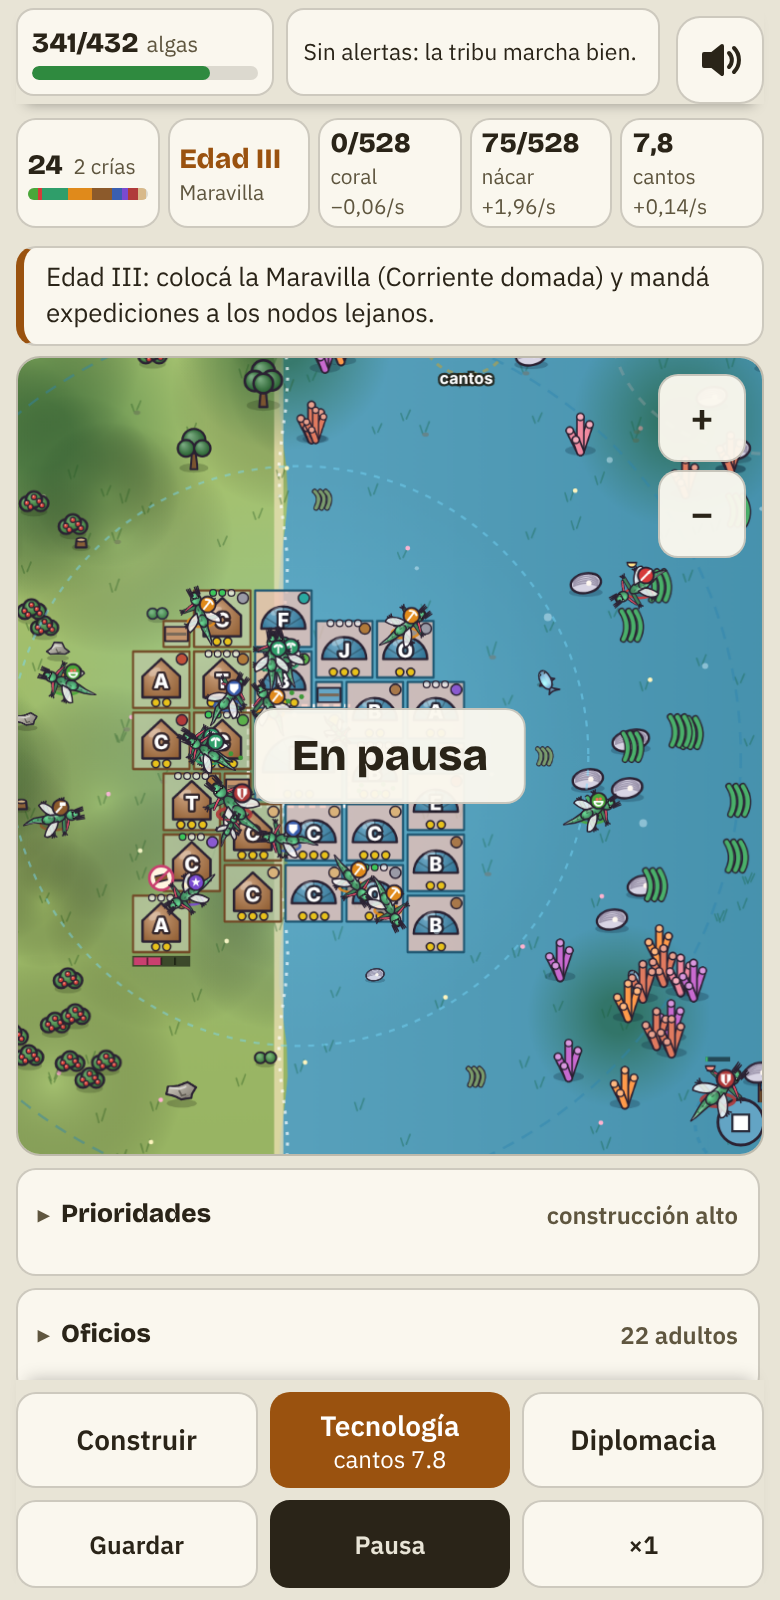 341/432 algas
Sin alertas: la tribu marcha bien.
24 2 crías
Edad III
Maravilla
0/528
coral
−0,06/s
75/528
nácar
+1,96/s
7,8
cantos
+0,14/s
Edad III: colocá la Maravilla (Corriente domada) y mandá
expediciones a los nodos lejanos.
cantos
+
−
F
J
A
C
En pausa
T
C
C
C
B
C
C
A
B
▸ Prioridades
construcción alto
▸ Oficios
22 adultos
Construir
Tecnología
cantos 7.8
Diplomacia
Guardar
Pausa
×1